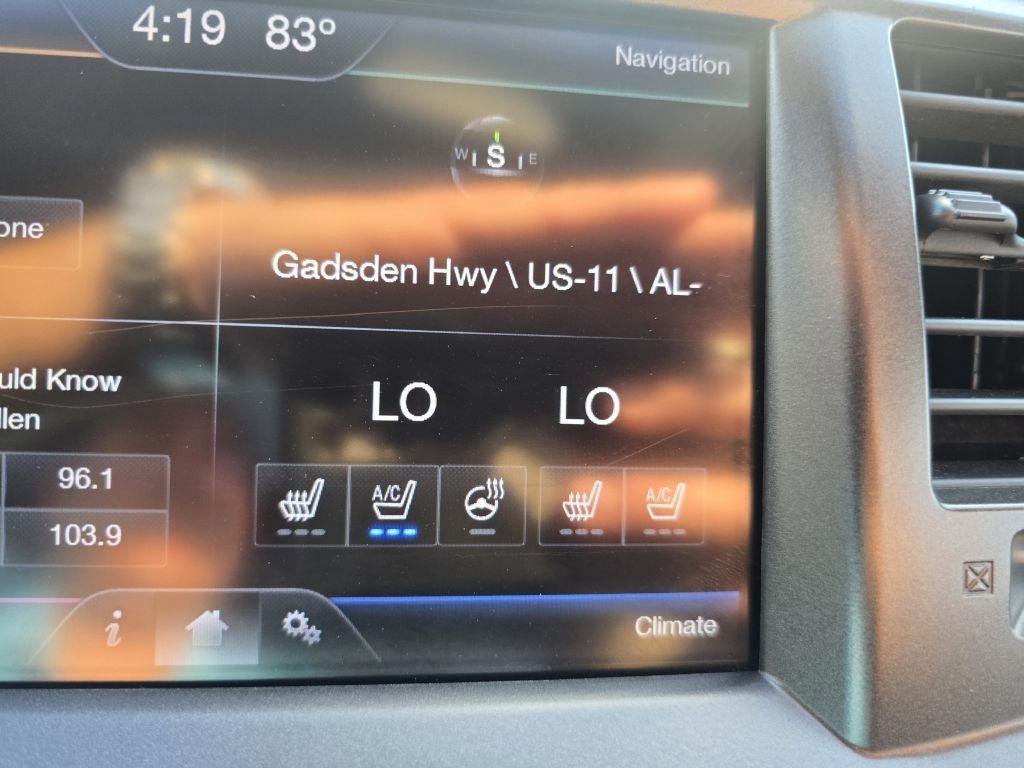 4:19 83°
Navigation
W S E
one
Gadsden Hwy \ US-11 \ AL-
uld Know
llen
LO LO
96.1
A/C A/C
103.9
i
Climate